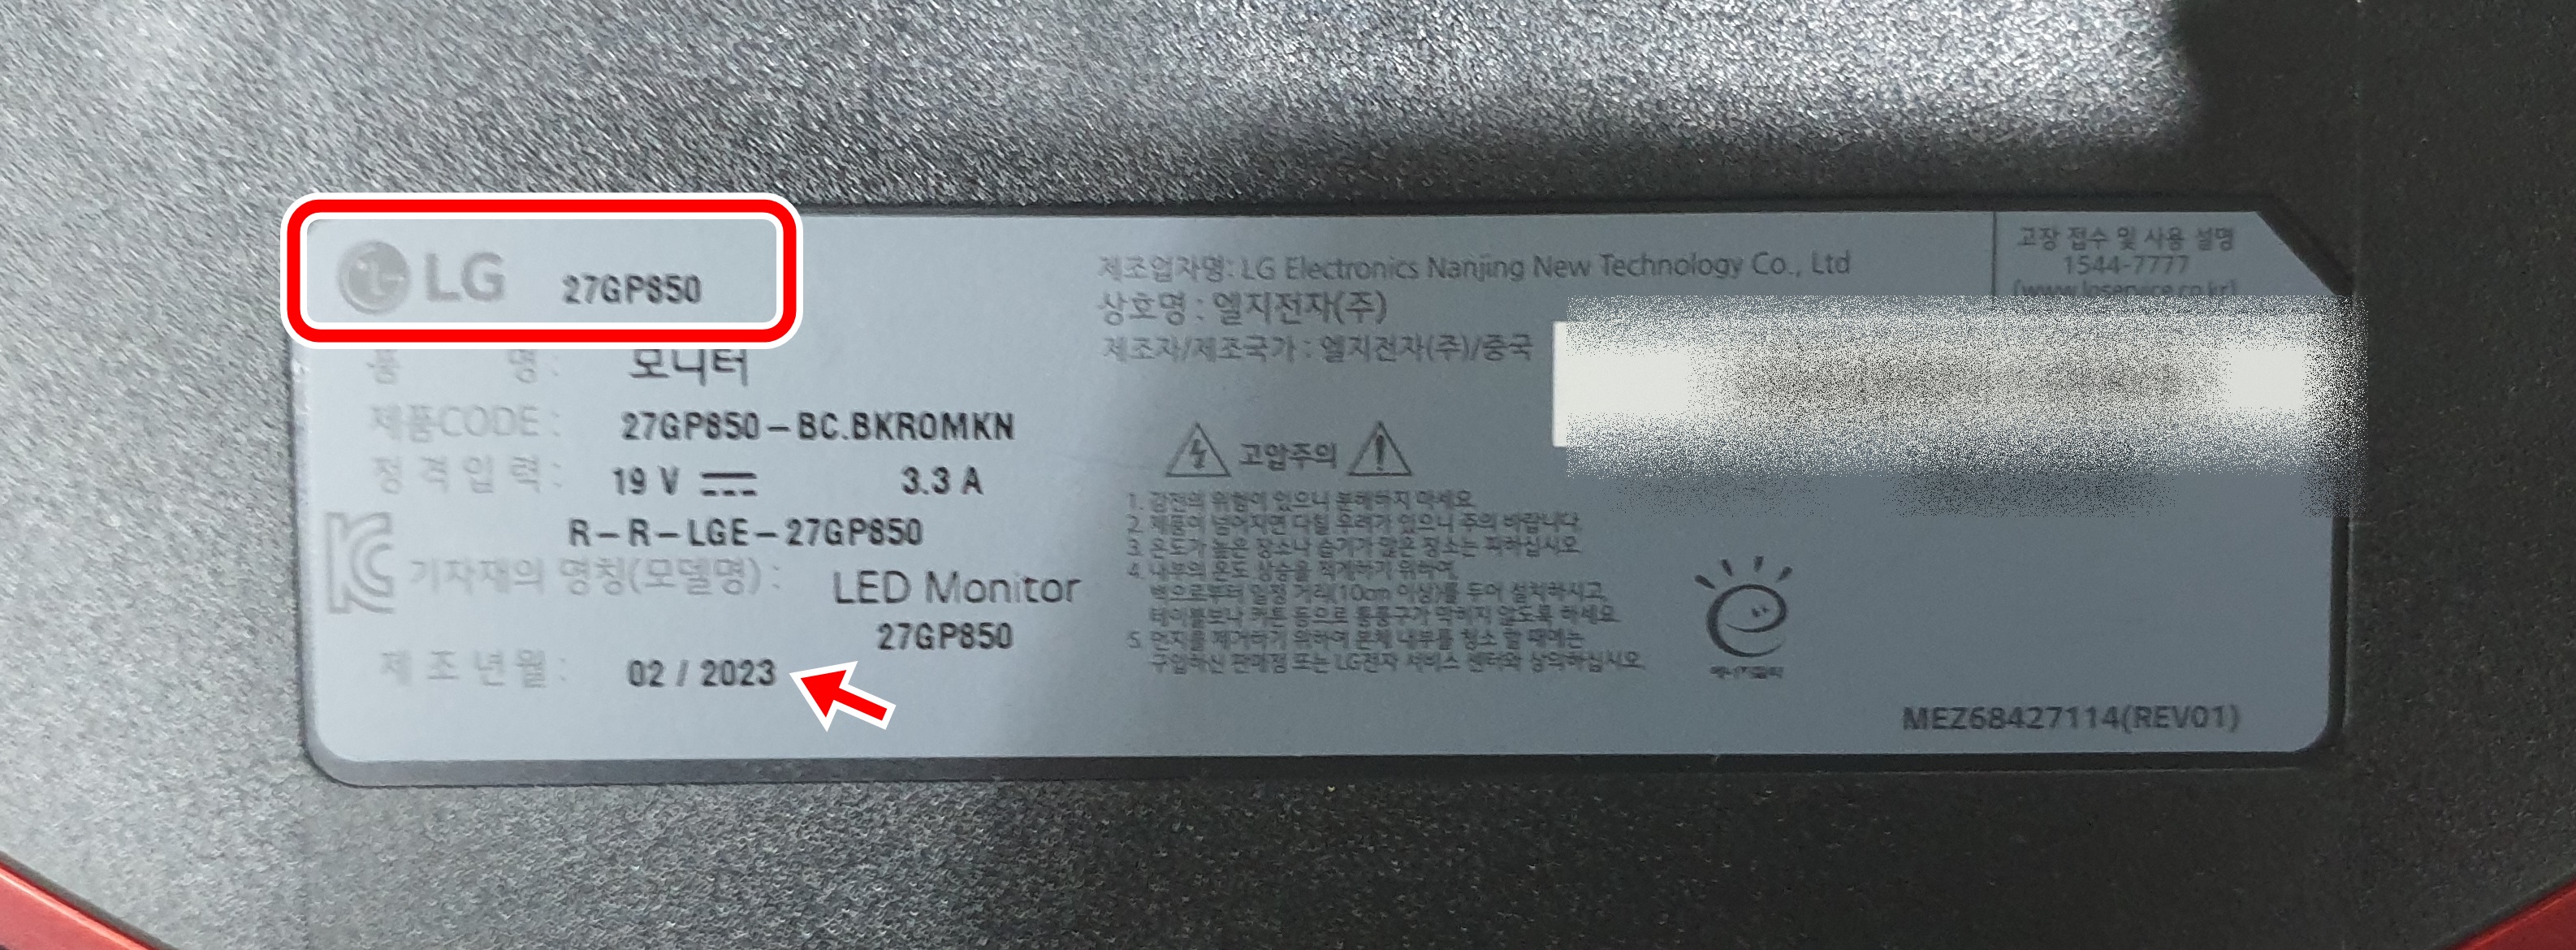 LG 27GP850
품 명 : 모니터
제품CODE : 27GP850-BC.BKROMKN
정격입력 : 19 V 3.3 A
R-R-LGE-27GP850
기자재의 명칭(모델명) : LED Monitor
27GP850
제조년월 : 02 / 2023
제조업자명: LG Electronics Nanjing New Technology Co., Ltd
상호명 : 엘지전자(주)
제조자/제조국가 : 엘지전자(주)/중국
고압주의
1. 감전의 위험이 있으니 분해하지 마세요.
2. 제품이 넘어지면 다칠 우려가 있으니 주의 바랍니다.
3. 온도가 높은 장소나 습기가 많은 장소는 피하십시오.
4. 내부의 온도 상승을 적게하기 위하여,
벽으로부터 일정 거리(10cm 이상)를 두어 설치하시고,
테이블보나 커튼 등으로 통풍구가 막히지 않도록 하세요.
5. 먼지를 제거하기 위하여 본체 내부를 청소 할 때에는
구입하신 판매점 또는 LG전자 서비스 센터와 상의하십시오.
고장 접수 및 사용 설명
1544-7777
(www.lgservice.co.kr)
MEZ68427114(REV01)